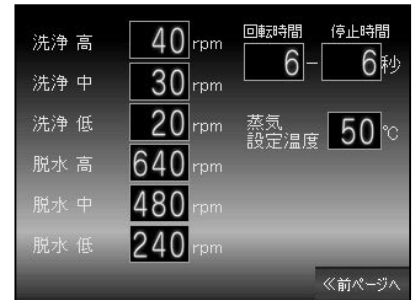 洗浄 高 40 rpm
洗浄 中 30 rpm
洗浄 低 20 rpm
脱水 高 640 rpm
脱水 中 480 rpm
脱水 低 240 rpm
回転時間 停止時間
6 - 6 秒
蒸気
設定温度 50 ℃
≪前ページへ